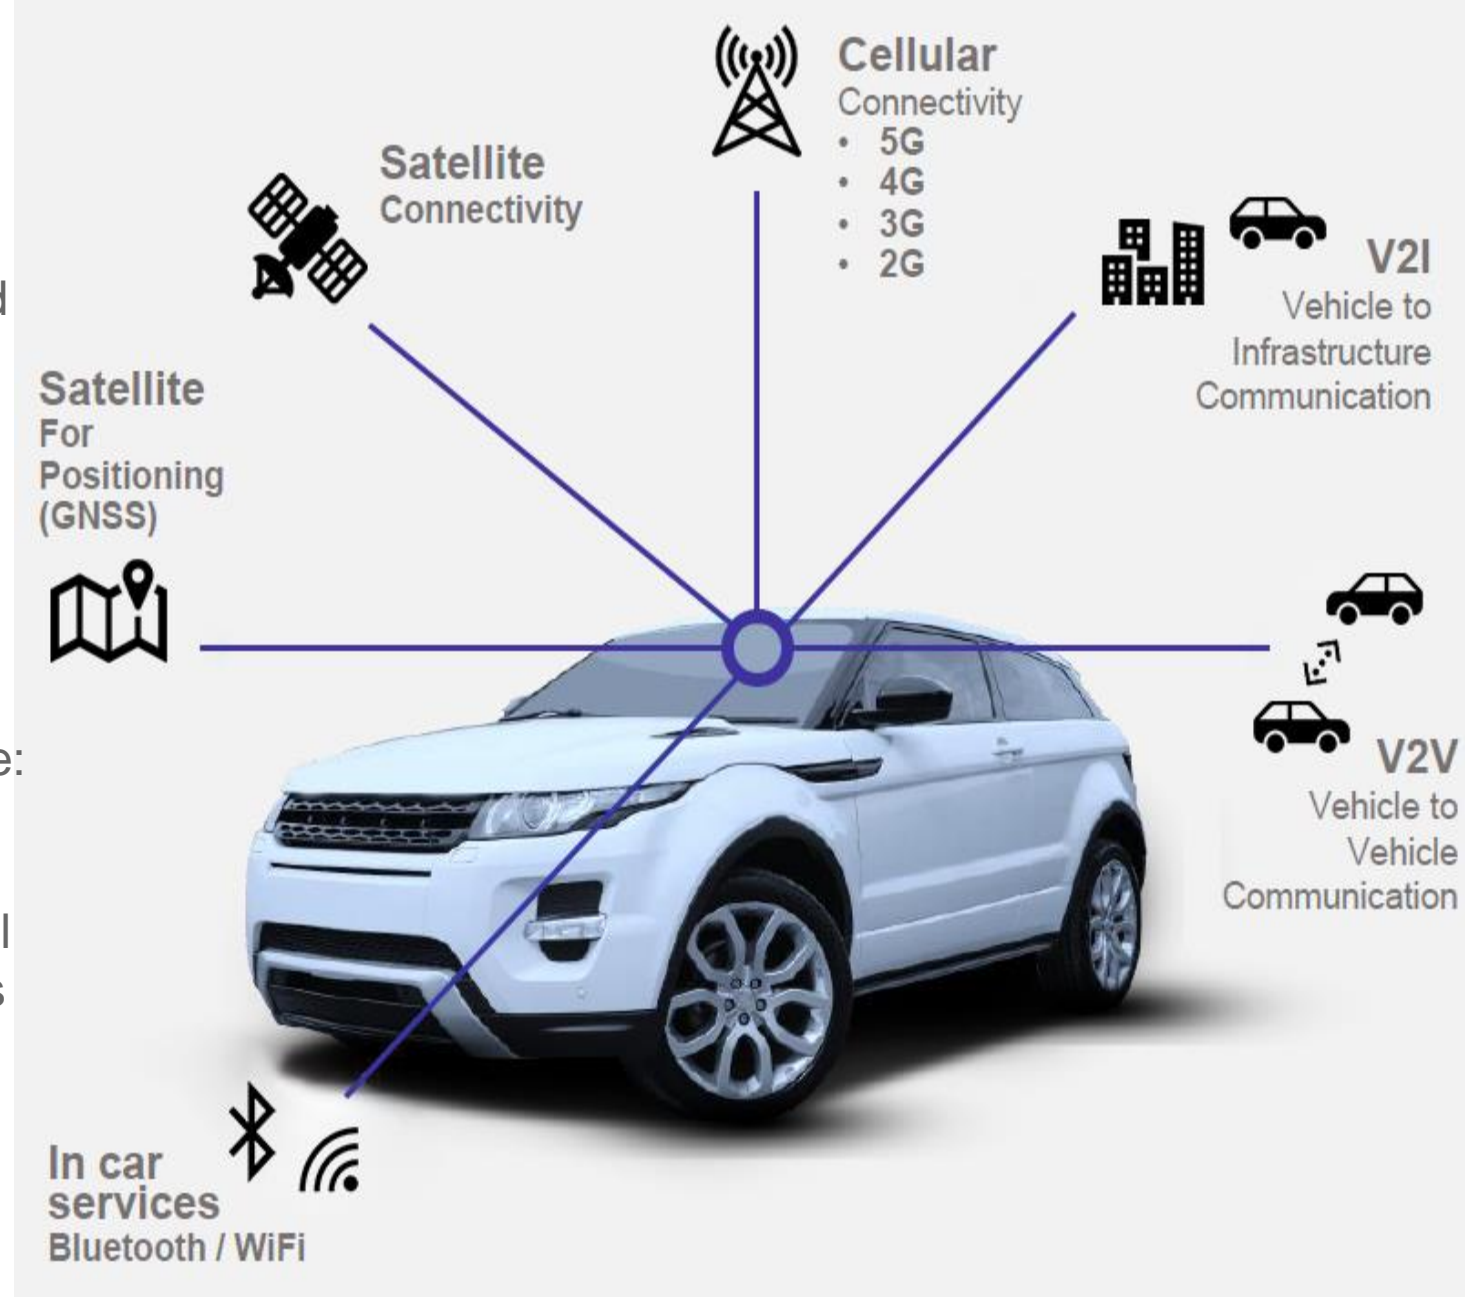 Cellular
Connectivity
• 5G
• 4G
• 3G
• 2G
Satellite
Connectivity
V2I
Vehicle to
Infrastructure
Communication
Satellite
For
Positioning
(GNSS)
V2V
Vehicle to
Vehicle
Communication
In car
services
Bluetooth / WiFi